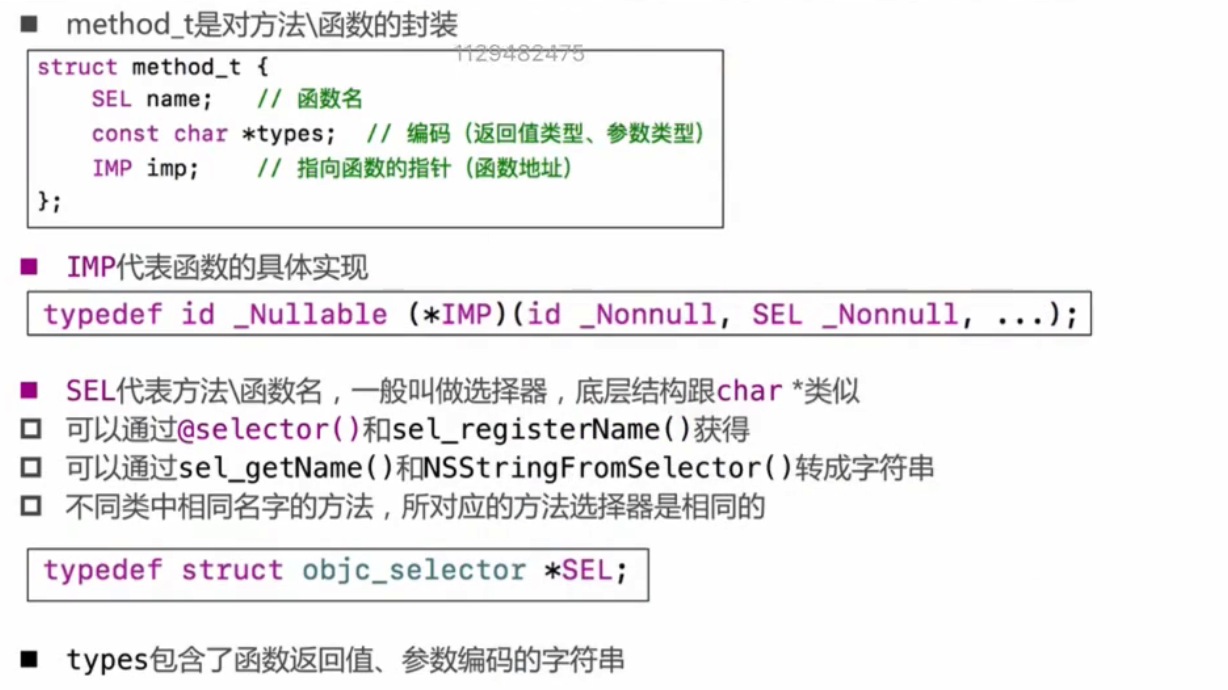 method_t是对方法\函数的封装
1129482475
struct method_t {
    SEL name;   // 函数名
    const char *types;  // 编码（返回值类型、参数类型）
    IMP imp;    // 指向函数的指针（函数地址）
};
IMP代表函数的具体实现
typedef id _Nullable (*IMP)(id _Nonnull, SEL _Nonnull, ...);
SEL代表方法\函数名，一般叫做选择器，底层结构跟char *类似
可以通过@selector()和sel_registerName()获得
可以通过sel_getName()和NSStringFromSelector()转成字符串
不同类中相同名字的方法，所对应的方法选择器是相同的
typedef struct objc_selector *SEL;
types包含了函数返回值、参数编码的字符串